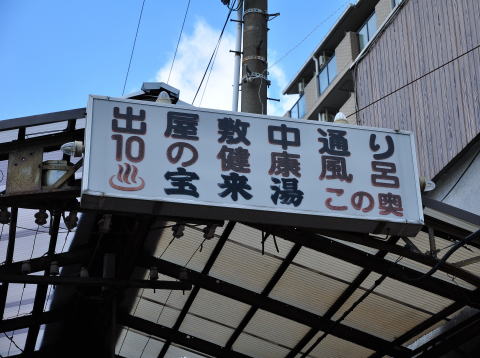 出屋敷中通り
10の健康風呂
♨宝来湯 この奥